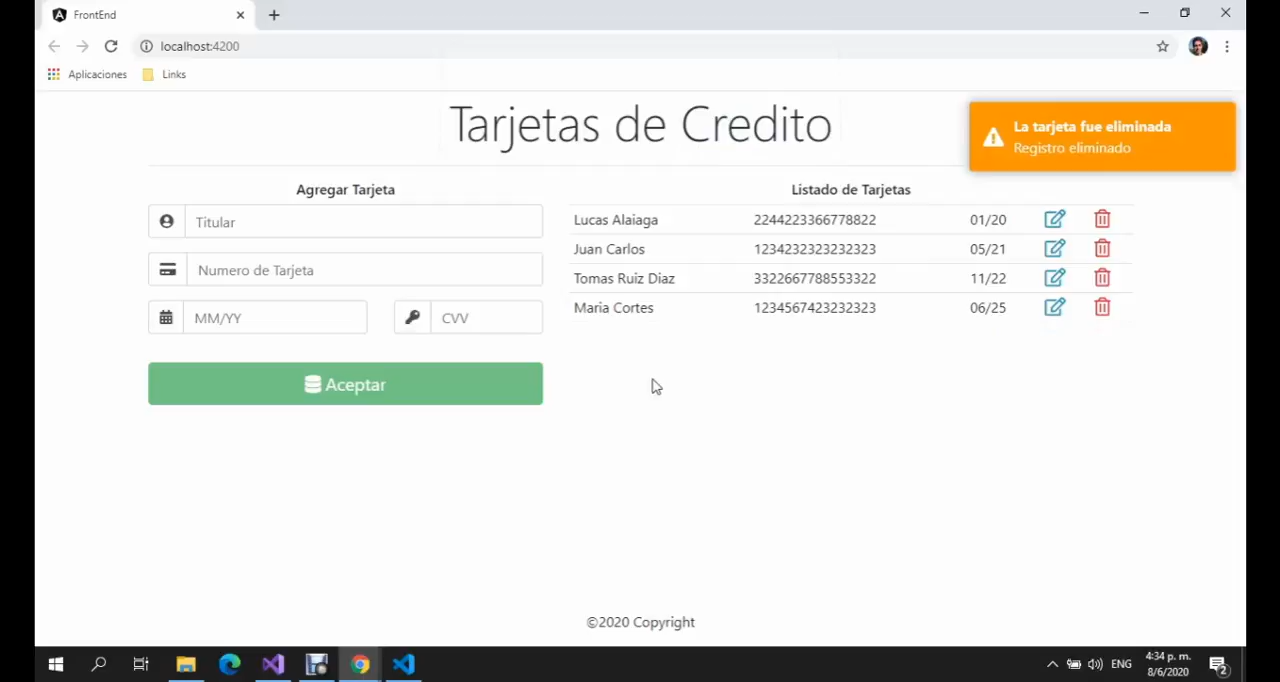 FrontEnd
localhost:4200
Aplicaciones Links
Tarjetas de Credito
La tarjeta fue eliminada
Registro eliminado
Agregar Tarjeta
Titular
Numero de Tarjeta
MM/YY CVV
Aceptar
Listado de Tarjetas
Lucas Alaiaga 2244223366778822 01/20
Juan Carlos 1234232323232323 05/21
Tomas Ruiz Diaz 3322667788553322 11/22
Maria Cortes 1234567423232323 06/25
©2020 Copyright
ENG
4:34 p. m.
8/6/2020
2